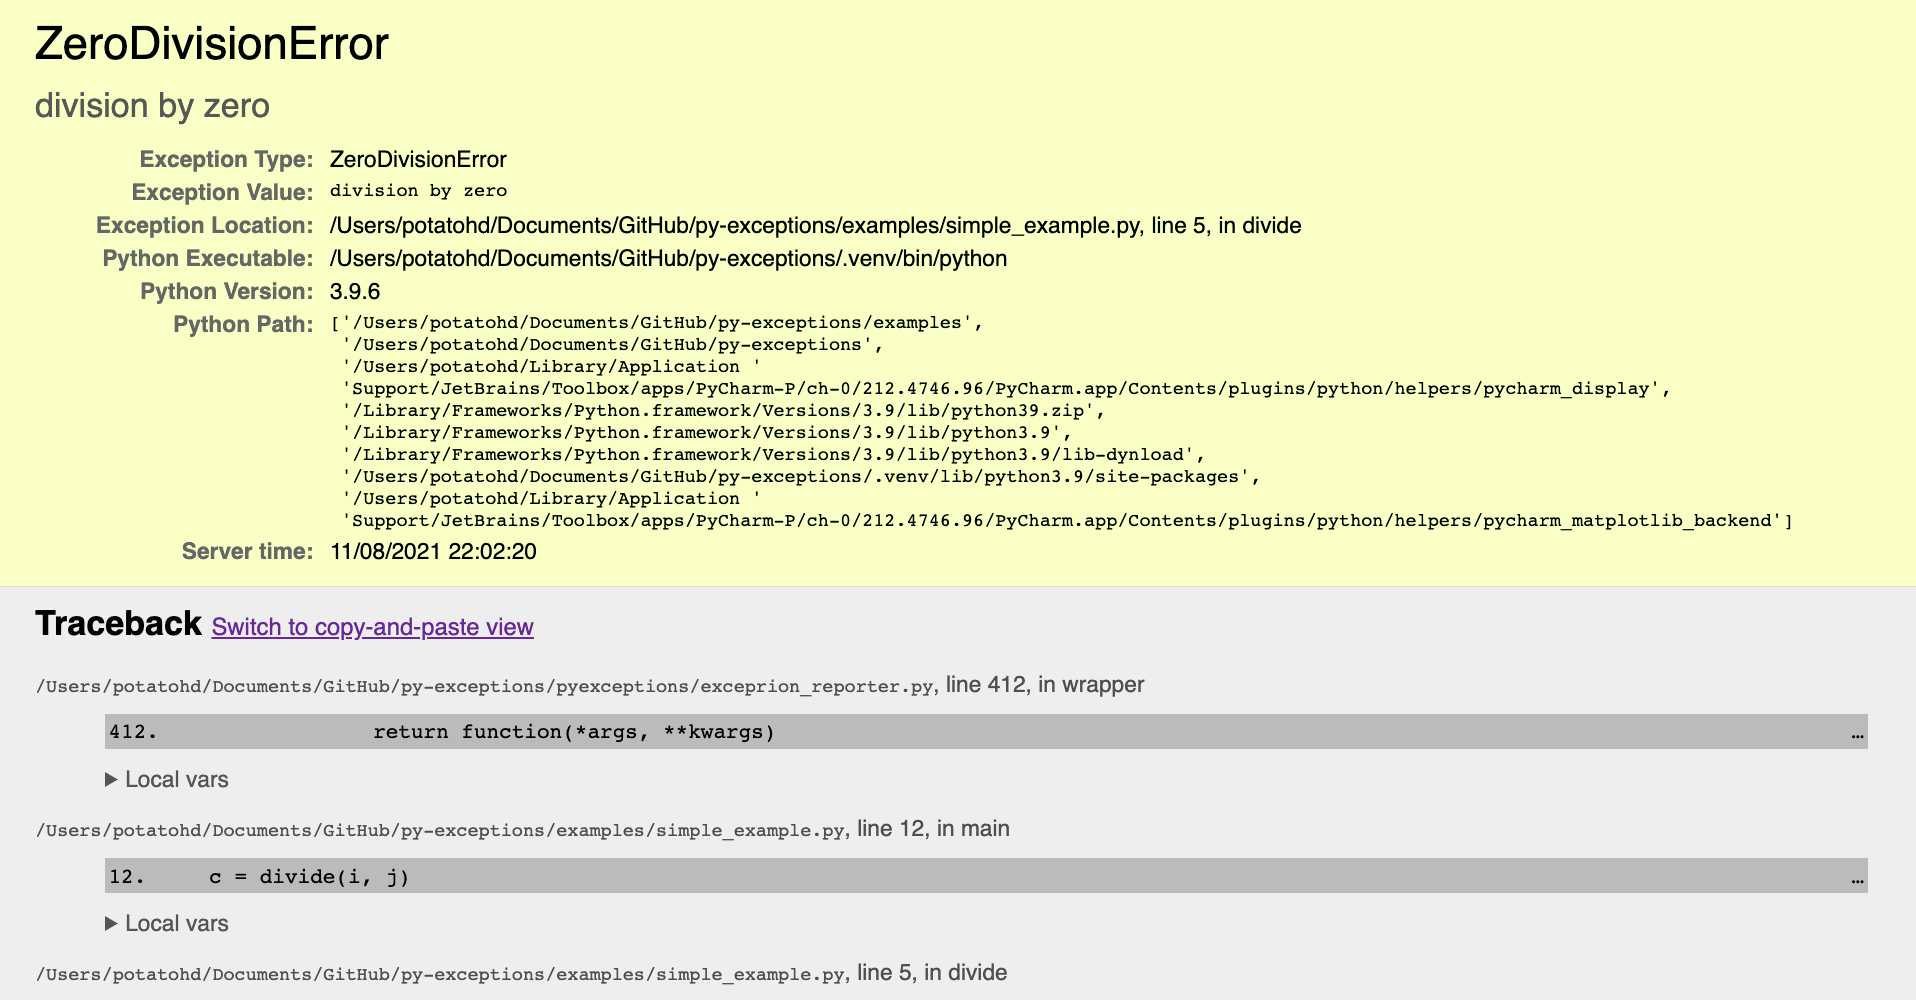 ZeroDivisionError
division by zero
Exception Type: ZeroDivisionError
Exception Value: division by zero
Exception Location: /Users/potatohd/Documents/GitHub/py-exceptions/examples/simple_example.py, line 5, in divide
Python Executable: /Users/potatohd/Documents/GitHub/py-exceptions/.venv/bin/python
Python Version: 3.9.6
Python Path: ['/Users/potatohd/Documents/GitHub/py-exceptions/examples',
'/Users/potatohd/Documents/GitHub/py-exceptions',
'/Users/potatohd/Library/Application '
'Support/JetBrains/Toolbox/apps/PyCharm-P/ch-0/212.4746.96/PyCharm.app/Contents/plugins/python/helpers/pycharm_display',
'/Library/Frameworks/Python.framework/Versions/3.9/lib/python39.zip',
'/Library/Frameworks/Python.framework/Versions/3.9/lib/python3.9',
'/Library/Frameworks/Python.framework/Versions/3.9/lib/python3.9/lib-dynload',
'/Users/potatohd/Documents/GitHub/py-exceptions/.venv/lib/python3.9/site-packages',
'/Users/potatohd/Library/Application '
'Support/JetBrains/Toolbox/apps/PyCharm-P/ch-0/212.4746.96/PyCharm.app/Contents/plugins/python/helpers/pycharm_matplotlib_backend']
Server time: 11/08/2021 22:02:20
Traceback Switch to copy-and-paste view
/Users/potatohd/Documents/GitHub/py-exceptions/pyexceptions/exceprion_reporter.py, line 412, in wrapper
412. return function(*args, **kwargs) …
▶ Local vars
/Users/potatohd/Documents/GitHub/py-exceptions/examples/simple_example.py, line 12, in main
12. c = divide(i, j) …
▶ Local vars
/Users/potatohd/Documents/GitHub/py-exceptions/examples/simple_example.py, line 5, in divide